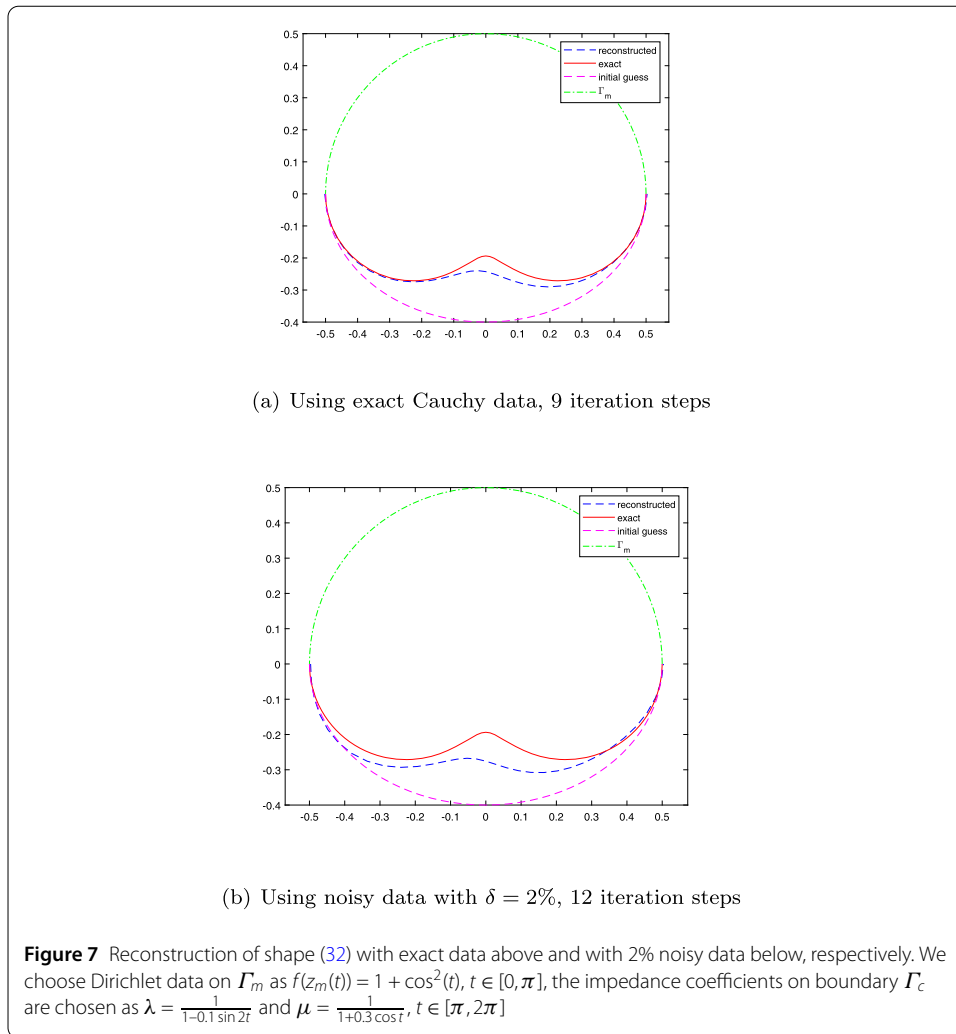 0.5
0.4
0.3
0.2
0.1
0
-0.1
-0.2
-0.3
-0.4
-0.5 -0.4 -0.3 -0.2 -0.1 0 0.1 0.2 0.3 0.4 0.5
reconstructed
exact
initial guess
Γm
(a) Using exact Cauchy data, 9 iteration steps
0.5
0.4
0.3
0.2
0.1
0
-0.1
-0.2
-0.3
-0.4
-0.5 -0.4 -0.3 -0.2 -0.1 0 0.1 0.2 0.3 0.4 0.5
reconstructed
exact
initial guess
Γm
(b) Using noisy data with δ = 2%, 12 iteration steps
Figure 7 Reconstruction of shape (32) with exact data above and with 2% noisy data below, respectively. We
choose Dirichlet data on Γm as f(zm(t)) = 1 + cos²(t), t ∈ [0, π], the impedance coefficients on boundary Γc
are chosen as λ = 1/(1–0.1 sin 2t) and μ = 1/(1+0.3 cos t), t ∈ [π, 2π]